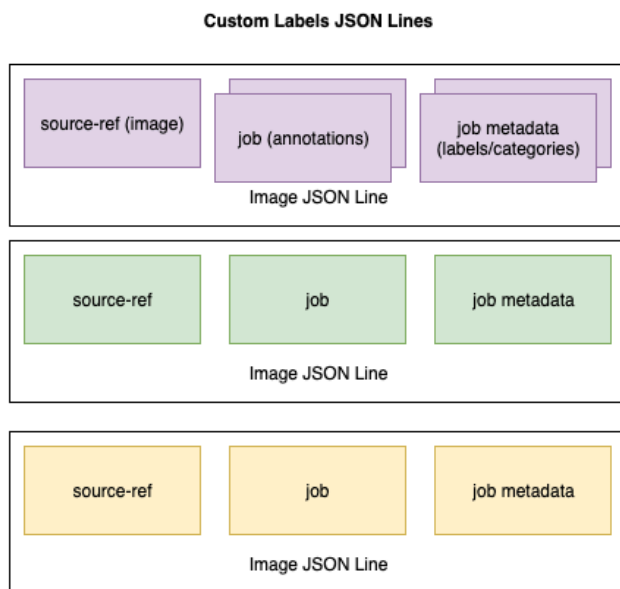 Custom Labels JSON Lines
source-ref (image)
job (annotations)
job metadata
(labels/categories)
Image JSON Line
source-ref
job
job metadata
Image JSON Line
source-ref
job
job metadata
Image JSON Line